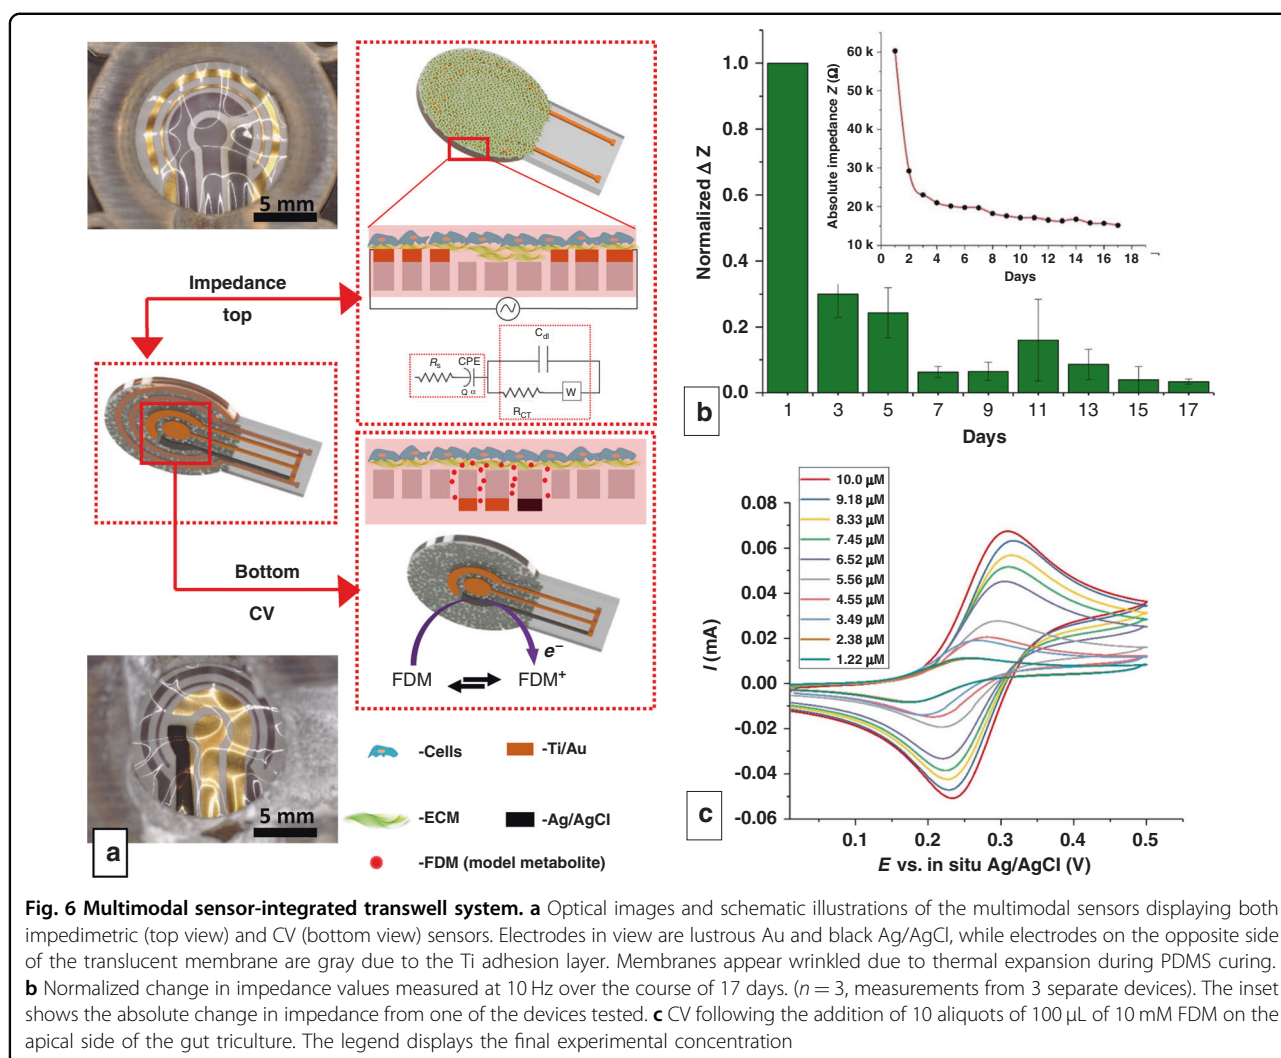 5 mm
Impedance
top
R_s
CPE
Q α
C_dl
R_CT
W
Bottom
CV
e⁻
FDM
FDM⁺
5 mm
a
-Cells
-Ti/Au
-ECM
-Ag/AgCl
-FDM (model metabolite)
Normalized Δ Z
1.0
0.8
0.6
0.4
0.2
0.0
1 3 5 7 9 11 13 15 17
Days
b
Absolute impedance Z (Ω)
60 k
50 k
40 k
30 k
20 k
10 k
0 2 4 6 8 10 12 14 16 18
Days
I (mA)
0.08
0.06
0.04
0.02
0.00
-0.02
-0.04
-0.06
10.0 µM
9.18 µM
8.33 µM
7.45 µM
6.52 µM
5.56 µM
4.55 µM
3.49 µM
2.38 µM
1.22 µM
c
0.1 0.2 0.3 0.4 0.5
E vs. in situ Ag/AgCl (V)
Fig. 6 Multimodal sensor-integrated transwell system. a Optical images and schematic illustrations of the multimodal sensors displaying both
impedimetric (top view) and CV (bottom view) sensors. Electrodes in view are lustrous Au and black Ag/AgCl, while electrodes on the opposite side
of the translucent membrane are gray due to the Ti adhesion layer. Membranes appear wrinkled due to thermal expansion during PDMS curing.
b Normalized change in impedance values measured at 10 Hz over the course of 17 days. (n = 3, measurements from 3 separate devices). The inset
shows the absolute change in impedance from one of the devices tested. c CV following the addition of 10 aliquots of 100 µL of 10 mM FDM on the
apical side of the gut triculture. The legend displays the final experimental concentration